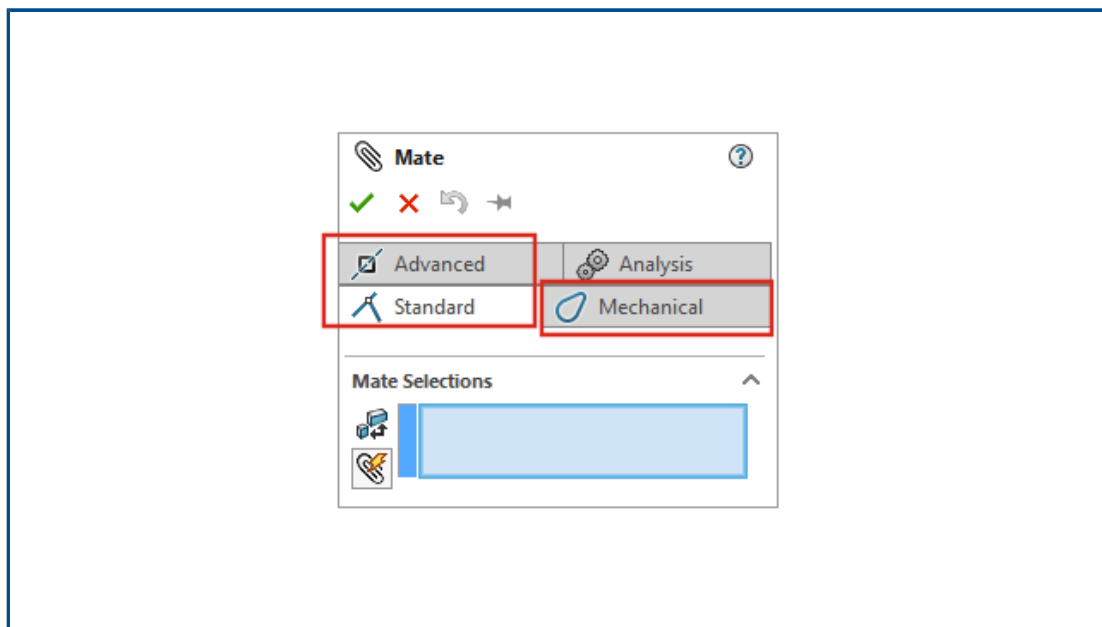 Mate
Advanced
Analysis
Standard
Mechanical
Mate Selections